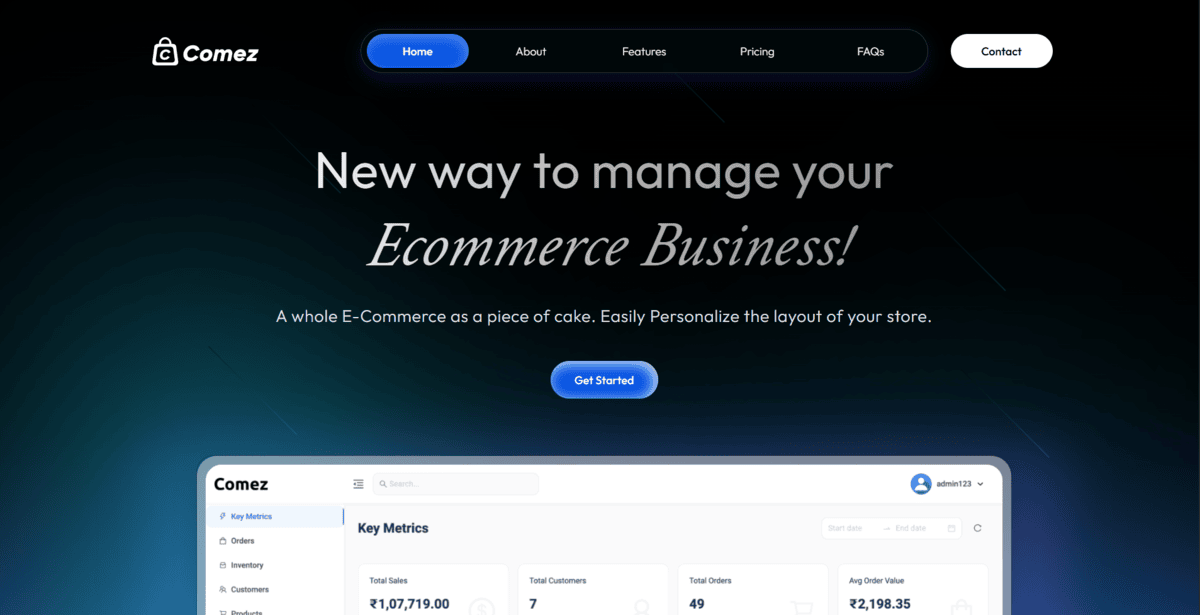 Comez
Home About Features Pricing FAQs Contact
New way to manage your
Ecommerce Business!
A whole E-Commerce as a piece of cake. Easily Personalize the layout of your store.
Get Started
Comez
Search...
admin123
Key Metrics
Orders
Inventory
Customers
Products
Key Metrics
Start date → End date
Total Sales
₹1,07,719.00
Total Customers
7
Total Orders
49
Avg Order Value
₹2,198.35